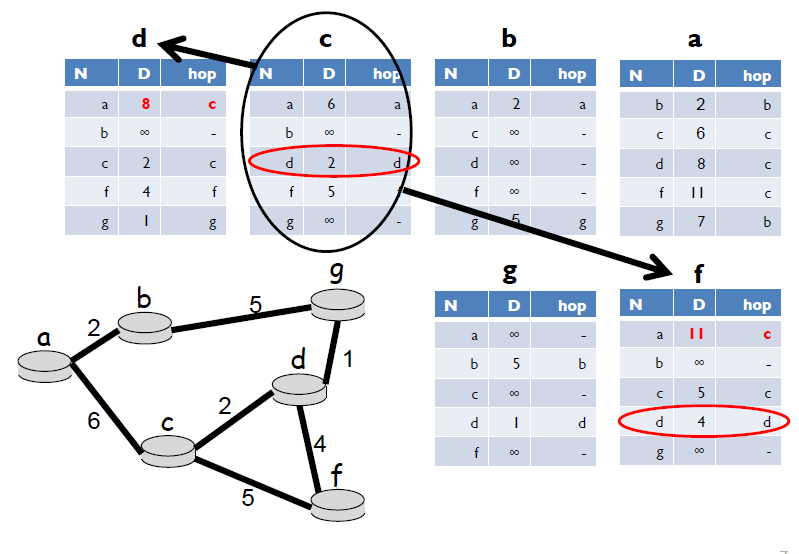 d c b a
N D hop N D hop N D hop N D hop
a 8 c a 6 a a 2 a b 2 b
b ∞ - b ∞ - c ∞ - c 6 c
c 2 c d 2 d d ∞ - d 8 c
f 4 f f 5 f f ∞ - f 11 c
g 1 g g ∞ - g 5 g g 7 b
g f
N D hop N D hop
a ∞ - a 11 c
b 5 b b ∞ -
c ∞ - c 5 c
d 1 d d 4 d
f ∞ - g ∞ -
g
b 5
a 2
d 1
6 2
c
4
5 f